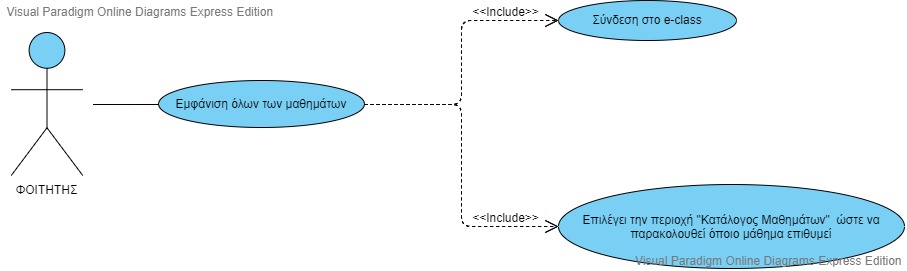 Visual Paradigm Online Diagrams Express Edition
<<Include>>
Σύνδεση στο e-class
Εμφάνιση όλων των μαθημάτων
ΦΟΙΤΗΤΗΣ
<<Include>>
Επιλέγει την περιοχή "Κατάλογος Μαθημάτων" ώστε να
παρακολουθεί όποιο μάθημα επιθυμεί
Visual Paradigm Online Diagrams Express Edition